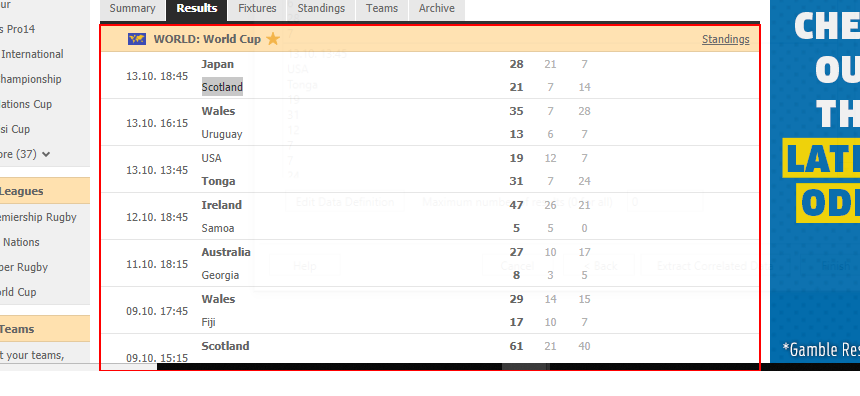 Summary Results Fixtures Standings Teams Archive
WORLD: World Cup Standings
13.10. 18:45 Japan 28 21 7
Scotland 21 7 14
13.10. 16:15 Wales 35 7 28
Uruguay 13 6 7
13.10. 13:45 USA 19 12 7
Tonga 31 7 24
12.10. 18:45 Ireland 47 26 21
Samoa 5 5 0
11.10. 18:15 Australia 27 10 17
Georgia 8 3 5
09.10. 17:45 Wales 29 14 15
Fiji 17 10 7
09.10. 15:15 Scotland 61 21 40
ur
s Pro14
International
hampionship
ations Cup
si Cup
ore (37)
Leagues
emiership Rugby
Nations
per Rugby
orld Cup
Teams
t your teams,
CHE
OU
TH
LATE
ODD
*Gamble Res